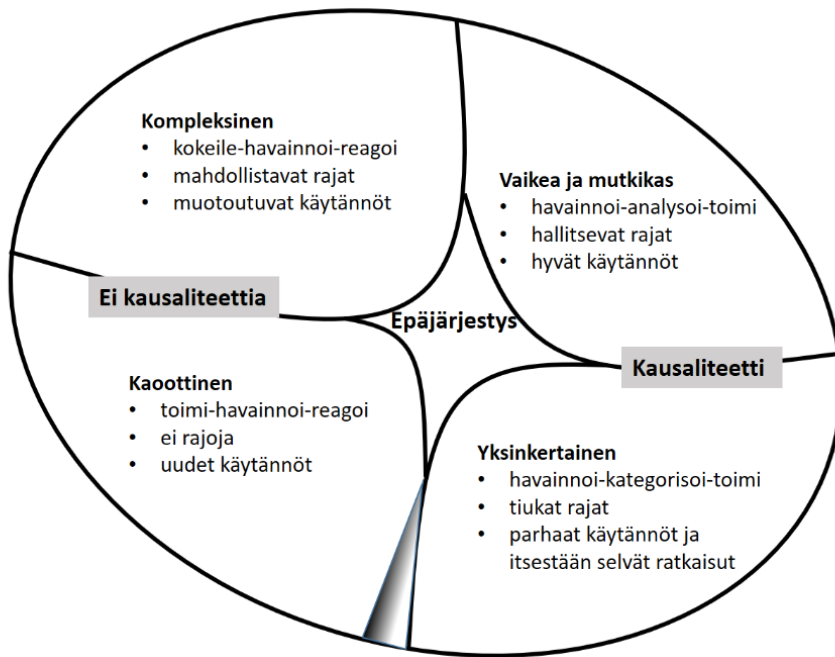 Kompleksinen
• kokeile-havainnoi-reagoi
• mahdollistavat rajat
• muotoutuvat käytännöt
Vaikea ja mutkikas
• havainnoi-analysoi-toimi
• hallitsevat rajat
• hyvät käytännöt
Ei kausaliteettia
Epäjärjestys
Kausaliteetti
Kaoottinen
• toimi-havainnoi-reagoi
• ei rajoja
• uudet käytännöt
Yksinkertainen
• havainnoi-kategorisoi-toimi
• tiukat rajat
• parhaat käytännöt ja
itsestään selvät ratkaisut